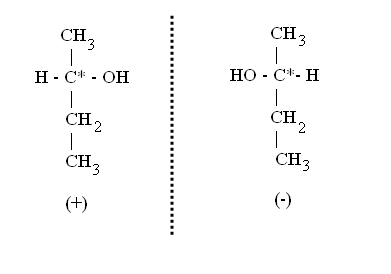 CH3 CH3
H - C* - OH HO - C*- H
CH2 CH2
CH3 CH3
(+) (-)